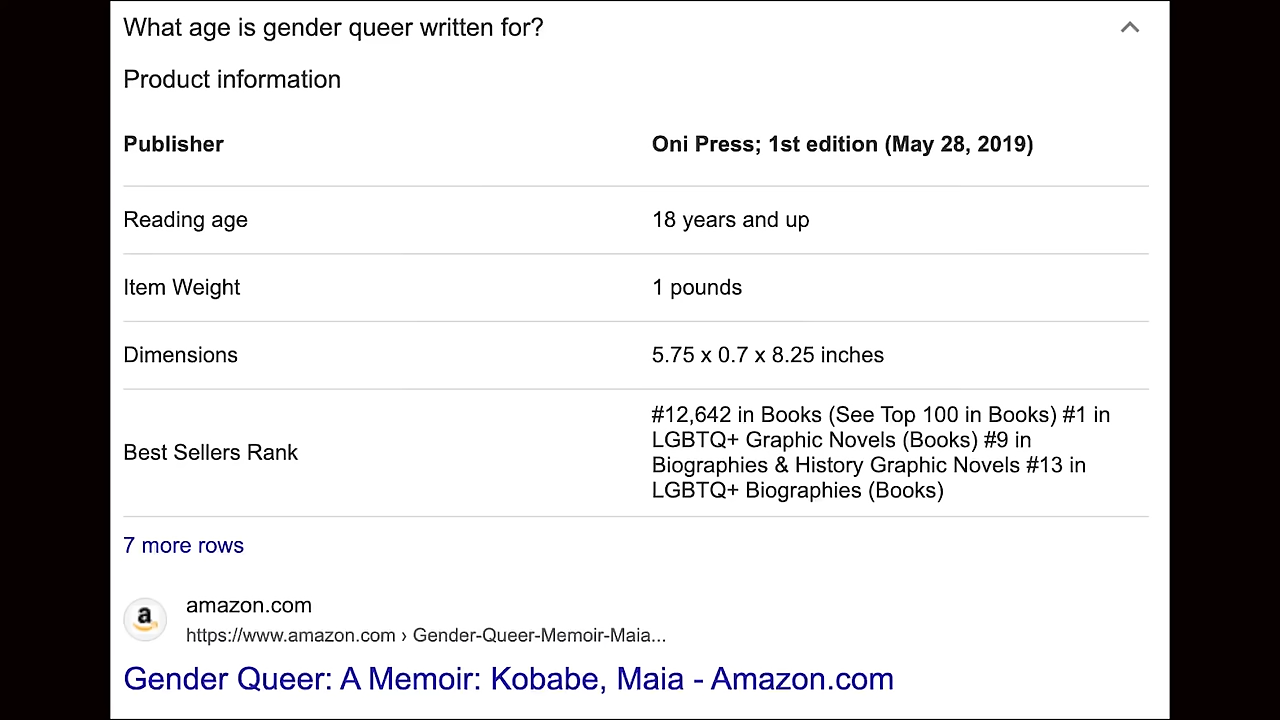 What age is gender queer written for?
Product information
Publisher Oni Press; 1st edition (May 28, 2019)
Reading age 18 years and up
Item Weight 1 pounds
Dimensions 5.75 x 0.7 x 8.25 inches
Best Sellers Rank #12,642 in Books (See Top 100 in Books) #1 in
LGBTQ+ Graphic Novels (Books) #9 in
Biographies & History Graphic Novels #13 in
LGBTQ+ Biographies (Books)
7 more rows
a
amazon.com
https://www.amazon.com › Gender-Queer-Memoir-Maia...
Gender Queer: A Memoir: Kobabe, Maia - Amazon.com